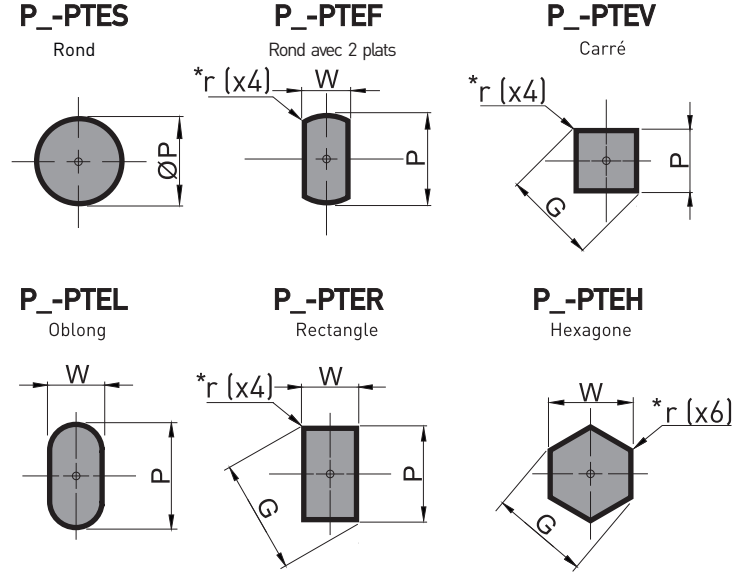 P_-PTES
Rond
ØP
P_-PTEF
Rond avec 2 plats
*r (x4)
W
P
P_-PTEV
Carré
*r (x4)
P
G
P_-PTEL
Oblong
W
P
P_-PTER
Rectangle
*r (x4)
W
P
G
P_-PTEH
Hexagone
W
*r (x6)
G